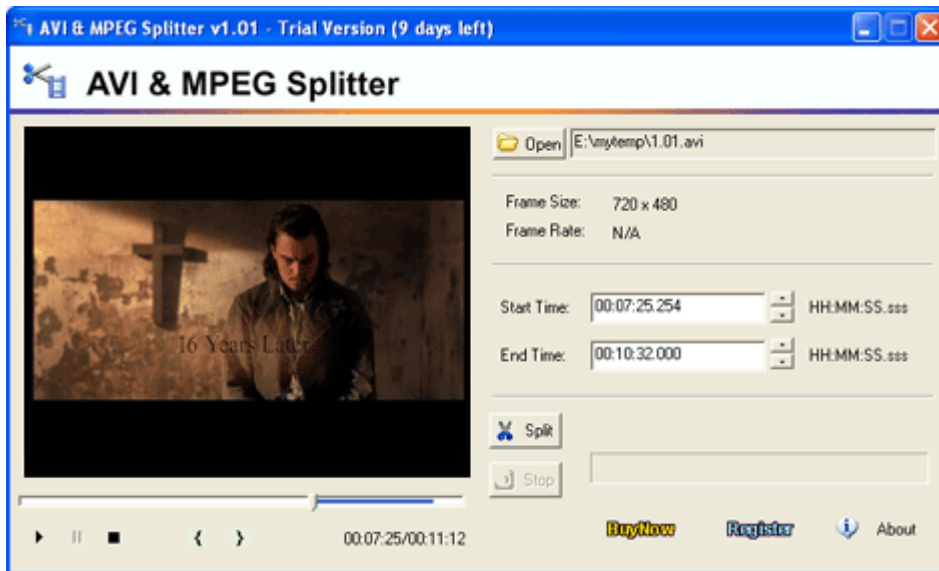 AVI & MPEG Splitter v1.01 - Trial Version (9 days left)
AVI & MPEG Splitter
Open
E:\mytemp\1.01.avi
Frame Size: 720 x 480
Frame Rate: N/A
16 Years Later
Start Time: 00:07:25.254 HH:MM:SS.sss
End Time: 00:10:32.000 HH:MM:SS.sss
Split
Stop
{ }
00:07:25/00:11:12
BuyNow
Register
About